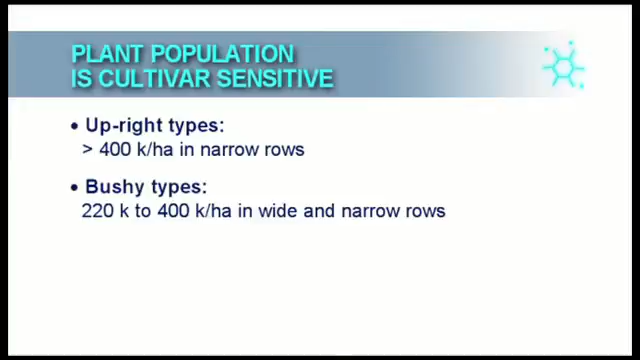 PLANT POPULATION
IS CULTIVAR SENSITIVE
• Up-right types:
> 400 k/ha in narrow rows
• Bushy types:
220 k to 400 k/ha in wide and narrow rows